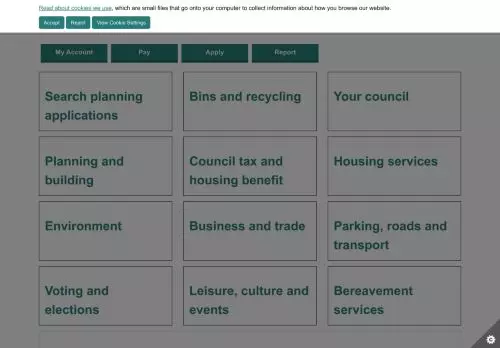 Read about cookies we use, which are small files that go onto your computer to collect information about how you browse our website.
Accept Reject View Cookie Settings
My Account Pay Apply Report
Search planning applications
Bins and recycling
Your council
Planning and building
Council tax and housing benefit
Housing services
Environment
Business and trade
Parking, roads and transport
Voting and elections
Leisure, culture and events
Bereavement services